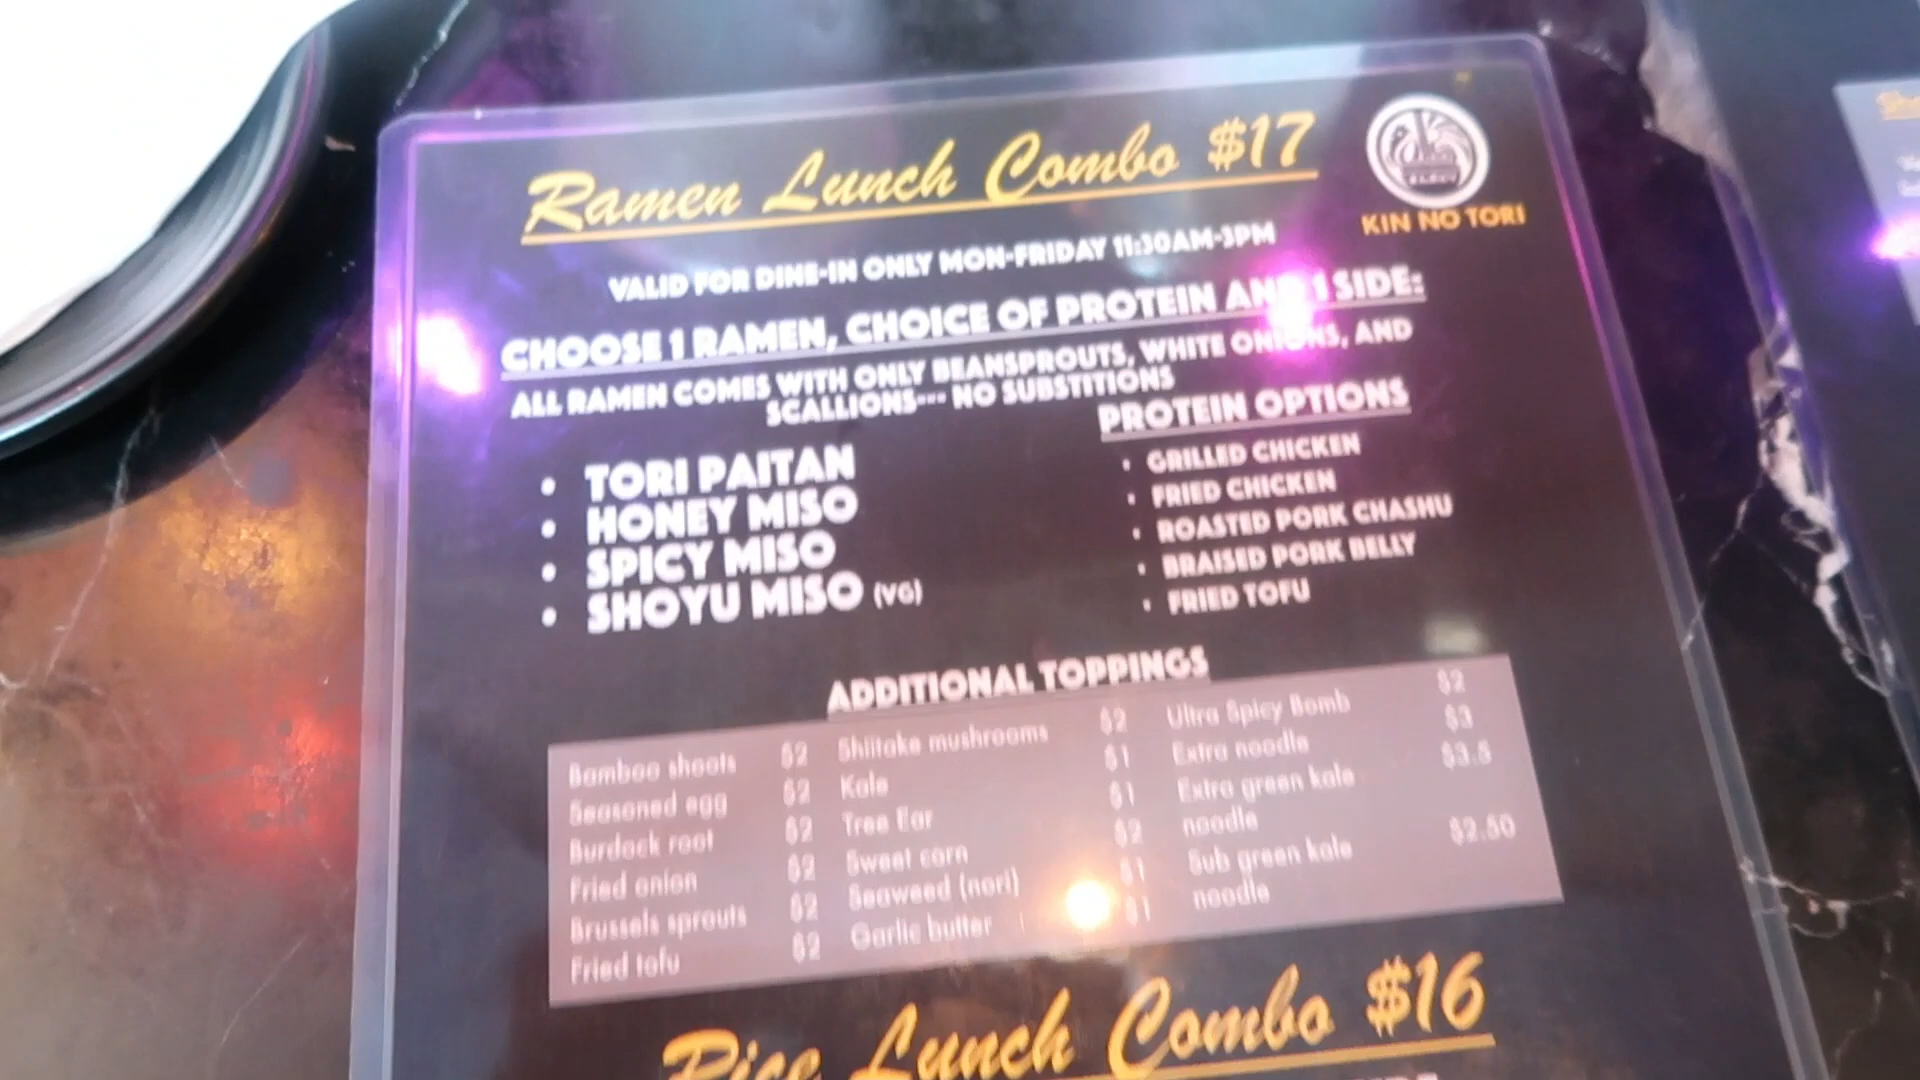 Ramen Lunch Combo $17
KIN NO TORI
VALID FOR DINE-IN ONLY MON-FRIDAY 11:30AM-3PM
CHOOSE 1 RAMEN, CHOICE OF PROTEIN AND 1 SIDE:
ALL RAMEN COMES WITH ONLY BEANSPROUTS, WHITE ONIONS, AND
SCALLIONS--- NO SUBSTITIONS
• TORI PAITAN
• HONEY MISO
• SPICY MISO
• SHOYU MISO (VG)
PROTEIN OPTIONS
• GRILLED CHICKEN
• FRIED CHICKEN
• ROASTED PORK CHASHU
• BRAISED PORK BELLY
• FRIED TOFU
ADDITIONAL TOPPINGS
Bamboo shoots $2
Seasoned egg $2
Burdock root $2
Fried onion $2
Brussels sprouts $2
Fried tofu $2
Shiitake mushrooms $2
Kale $1
Tree Ear $1
Sweet corn $2
Seaweed (nori) $1
Garlic butter $1
Ultra Spicy Bomb $2
Extra noodle $3
Extra green kale $3.5
noodle
Sub green kale $2.50
noodle
Rice Lunch Combo $16